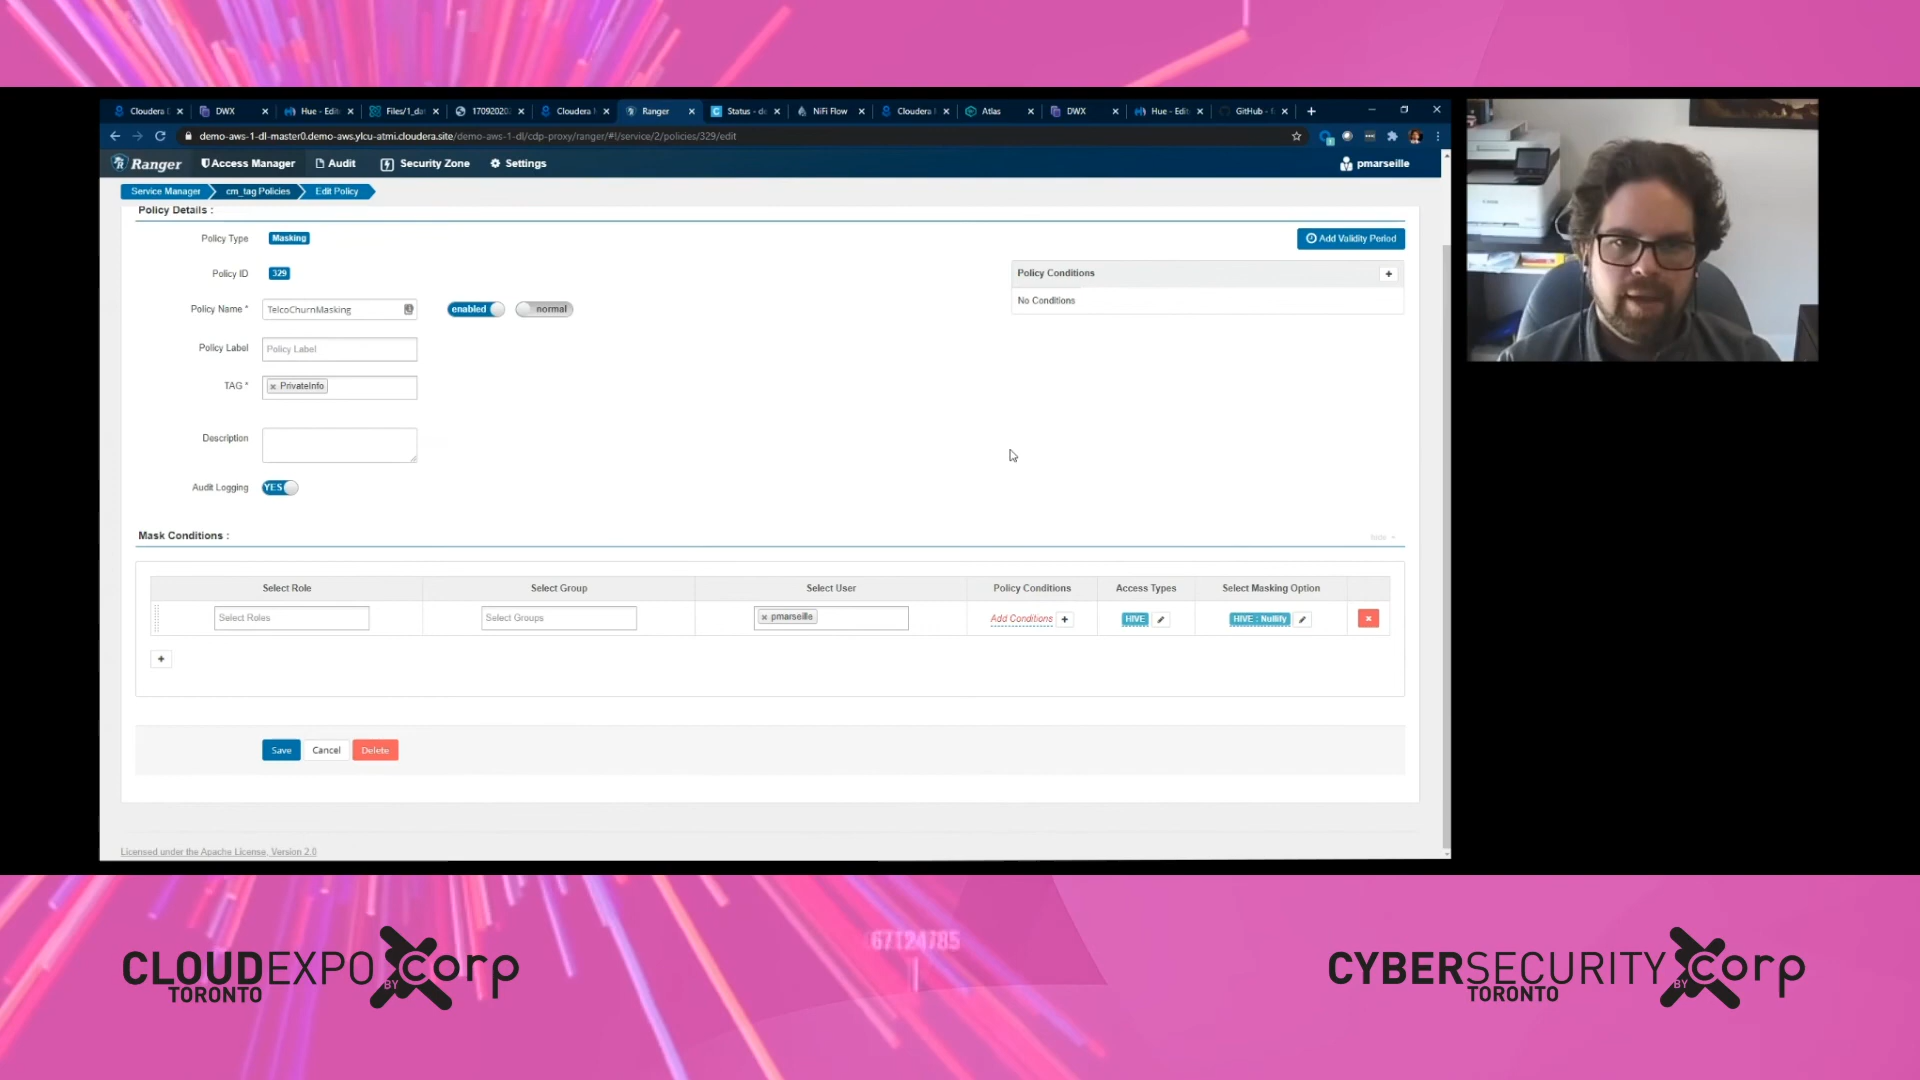 Cloudera
DWX
Hue - Edit
Files/1_da
17092020
Cloudera
Ranger
Status - de
NiFi Flow
Cloudera
Atlas
DWX
Hue - Edit
GitHub - f
demo-aws-1-dl-master0.demo-aws.ylcu-atmi.cloudera.site/demo-aws-1-dl/cdp-proxy/ranger/#!/service/2/policies/329/edit
Ranger
Access Manager
Audit
Security Zone
Settings
pmarseille
Service Manager
cm_tag Policies
Edit Policy
Policy Details :
Policy Type Masking
Add Validity Period
Policy ID 329
Policy Conditions
No Conditions
Policy Name * TelcoChurnMasking enabled normal
Policy Label Policy Label
TAG * PrivateInfo
Description
Audit Logging YES
Mask Conditions :
hide
Select Role Select Group Select User Policy Conditions Access Types Select Masking Option
Select Roles Select Groups pmarseille Add Conditions HIVE HIVE : Nullify
Save Cancel Delete
Licensed under the Apache License, Version 2.0
67124785
CLOUDEXPO BY corp
TORONTO
CYBERSECURITY BY corp
TORONTO